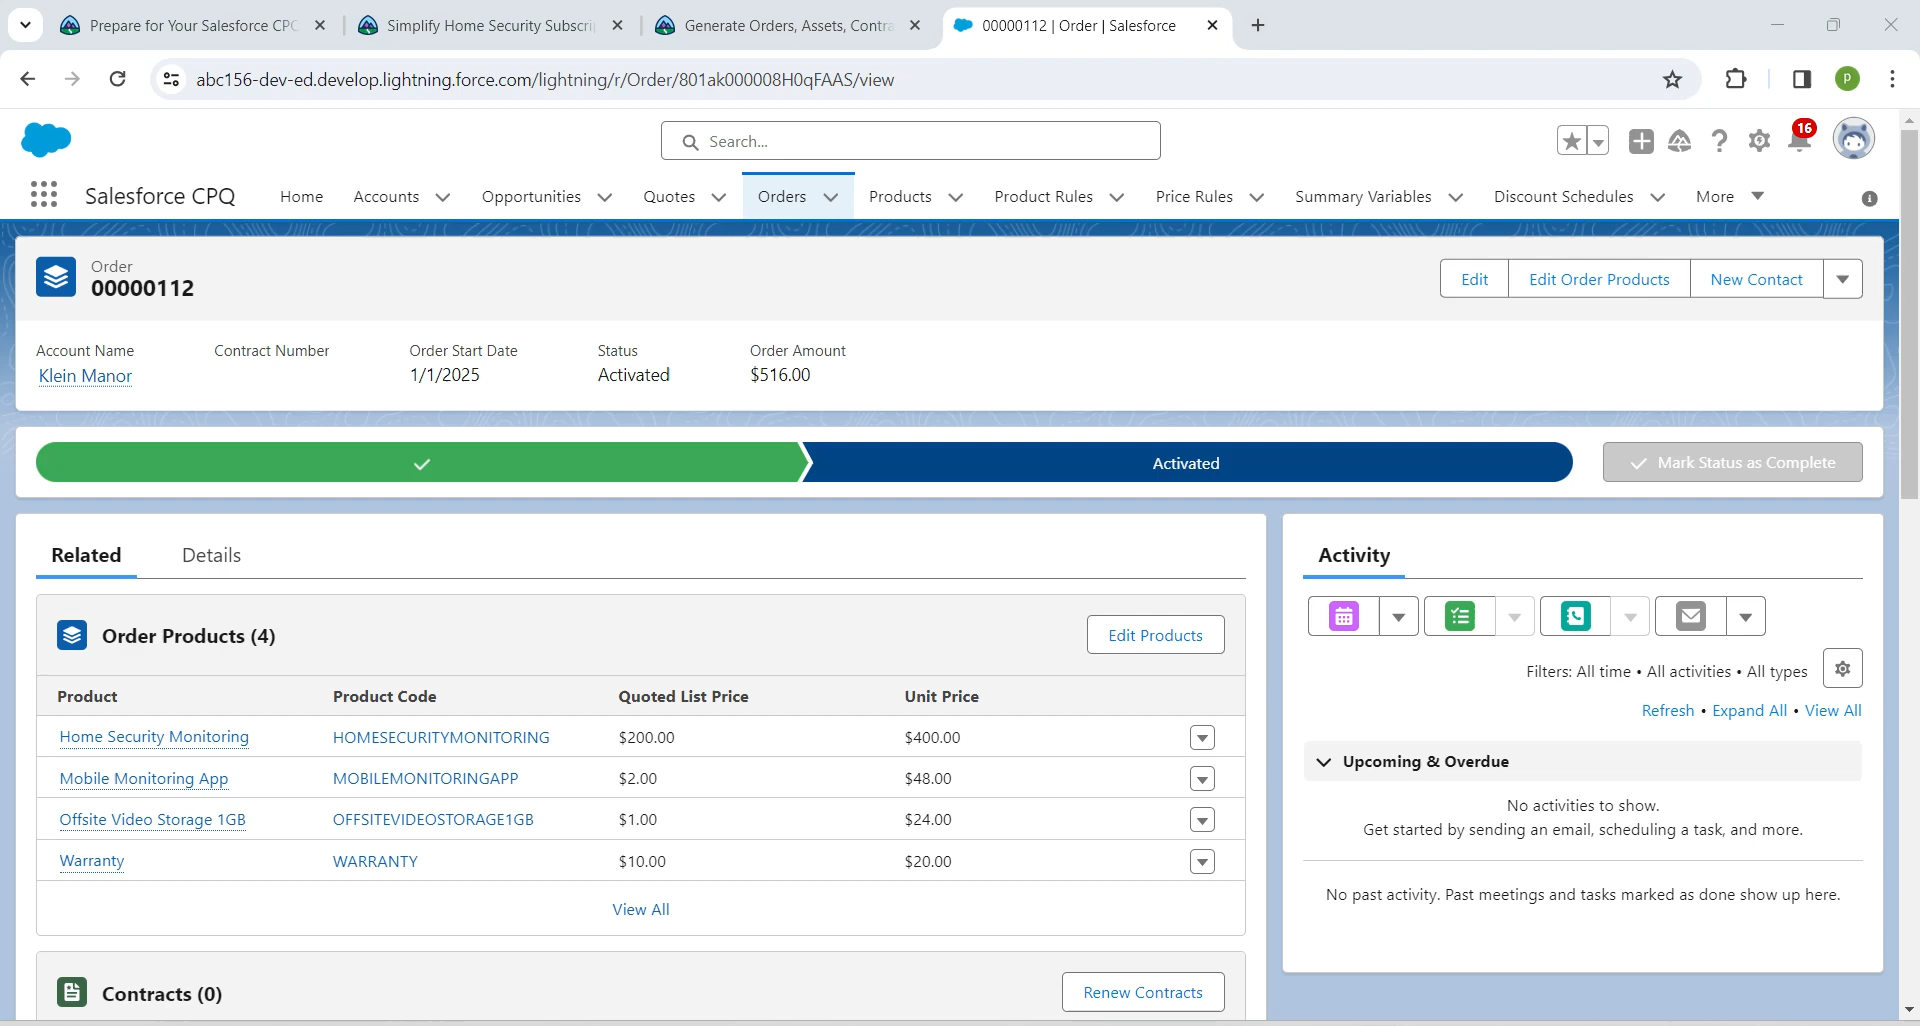 Prepare for Your Salesforce CPQ
Simplify Home Security Subscri
Generate Orders, Assets, Contra
00000112 | Order | Salesforce
abc156-dev-ed.develop.lightning.force.com/lightning/r/Order/801ak000008H0qFAAS/view
P
Search...
16
Salesforce CPQ
Home
Accounts
Opportunities
Quotes
Orders
Products
Product Rules
Price Rules
Summary Variables
Discount Schedules
More
Order
00000112
Edit
Edit Order Products
New Contact
Account Name
Contract Number
Order Start Date
Status
Order Amount
Klein Manor
1/1/2025
Activated
$516.00
Activated
Mark Status as Complete
Related
Details
Order Products (4)
Edit Products
Product
Product Code
Quoted List Price
Unit Price
Home Security Monitoring
HOMESECURITYMONITORING
$200.00
$400.00
Mobile Monitoring App
MOBILEMONITORINGAPP
$2.00
$48.00
Offsite Video Storage 1GB
OFFSITEVIDEOSTORAGE1GB
$1.00
$24.00
Warranty
WARRANTY
$10.00
$20.00
View All
Contracts (0)
Renew Contracts
Activity
Filters: All time • All activities • All types
Refresh • Expand All • View All
Upcoming & Overdue
No activities to show.
Get started by sending an email, scheduling a task, and more.
No past activity. Past meetings and tasks marked as done show up here.